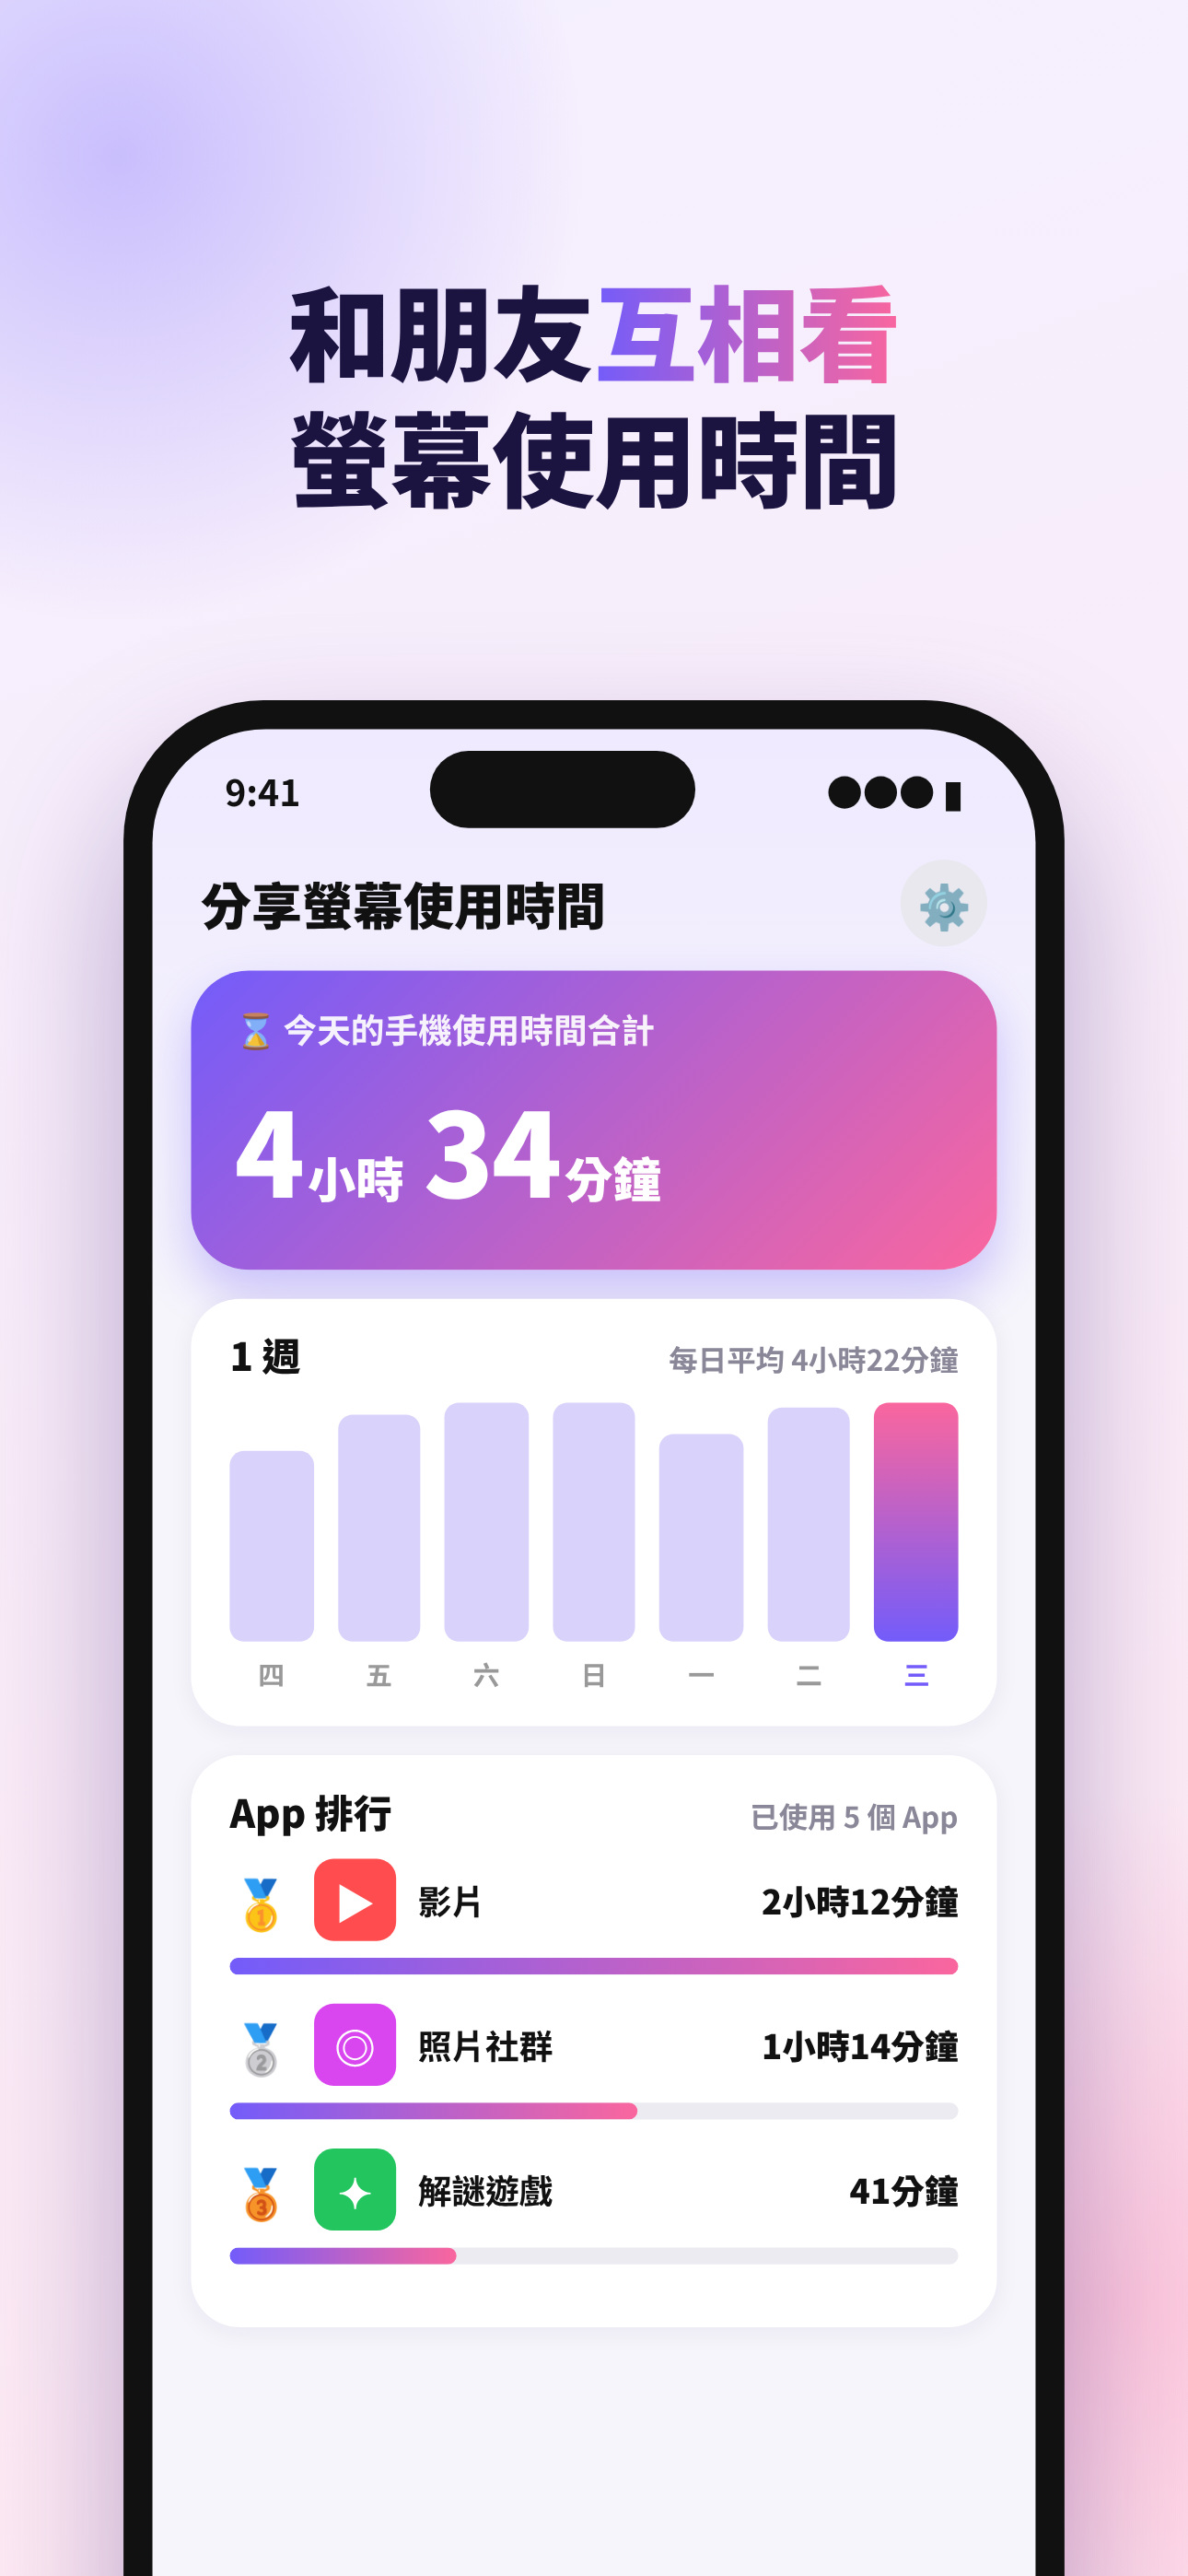 和朋友互相看
螢幕使用時間
9:41
分享螢幕使用時間
今天的手機使用時間合計
4小時 34分鐘
1 週
每日平均 4小時22分鐘
四 五 六 日 一 二 三
App 排行
已使用 5 個 App
1 影片 2小時12分鐘
2 照片社群 1小時14分鐘
3 解謎遊戲 41分鐘